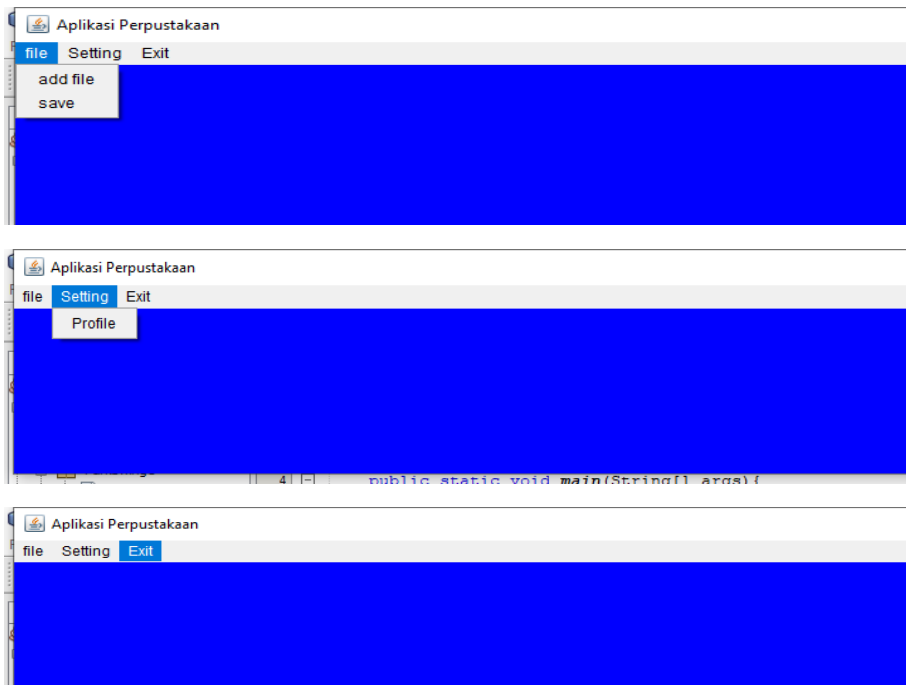 Aplikasi Perpustakaan
file Setting Exit
add file
save
Aplikasi Perpustakaan
file Setting Exit
Profile
4 public static void main(String[] args){
Aplikasi Perpustakaan
file Setting Exit